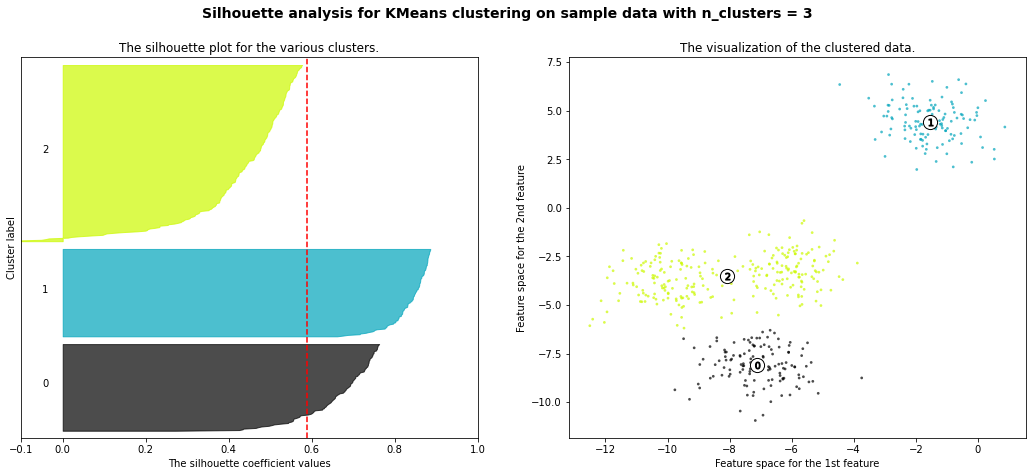 Silhouette analysis for KMeans clustering on sample data with n_clusters = 3
The silhouette plot for the various clusters.
2
1
0
Cluster label
−0.1 0.0 0.2 0.4 0.6 0.8 1.0
The silhouette coefficient values
The visualization of the clustered data.
7.5
5.0
2.5
0.0
−2.5
−5.0
−7.5
−10.0
Feature space for the 2nd feature
1
2
0
−12 −10 −8 −6 −4 −2 0
Feature space for the 1st feature